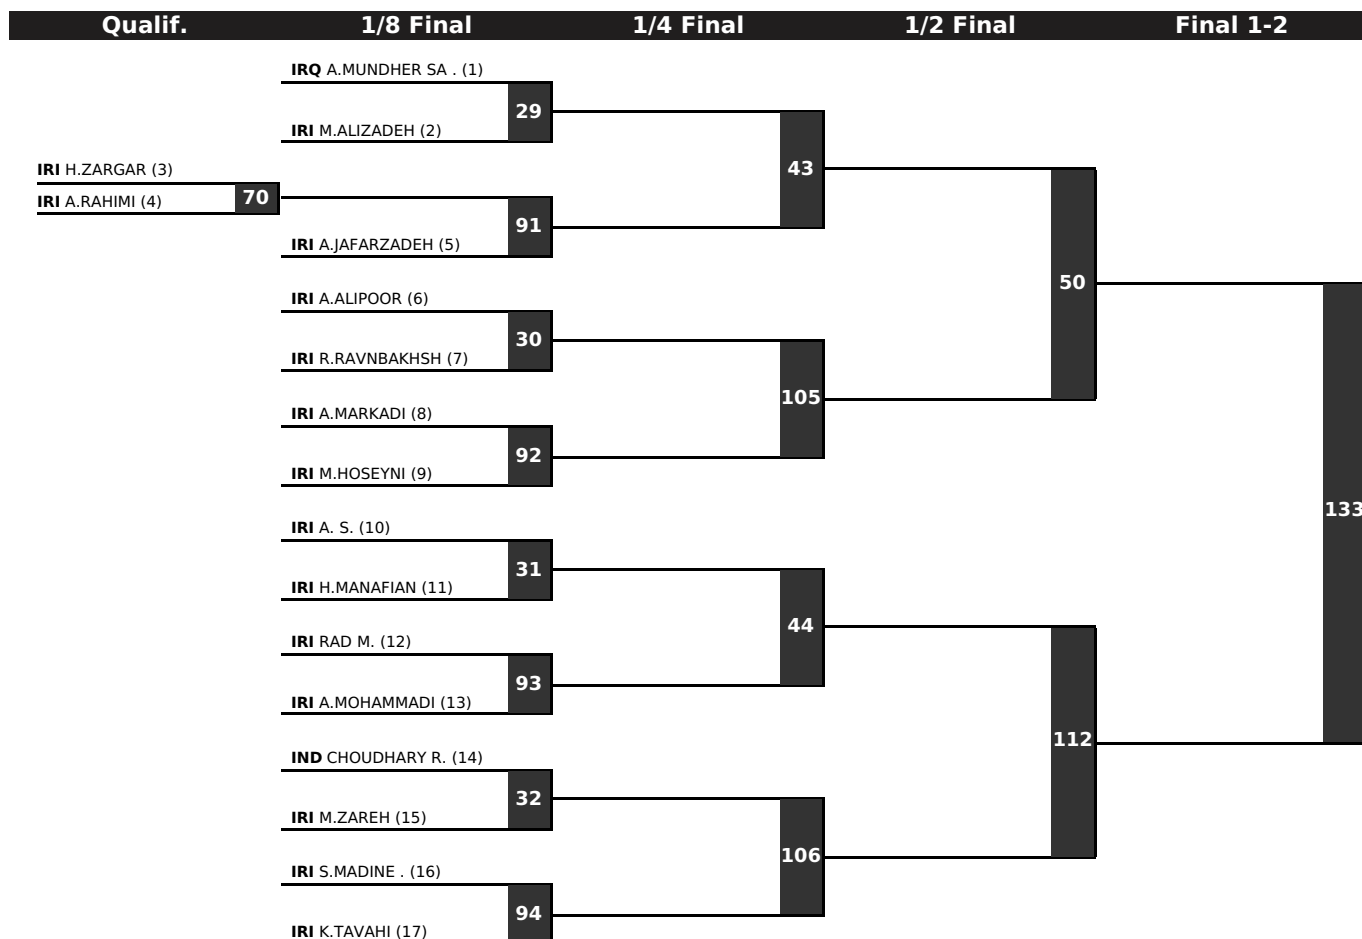 Qualif. 1/8 Final 1/4 Final 1/2 Final Final 1-2
IRQ A.MUNDHER SA . (1)
29
IRI M.ALIZADEH (2)
43
IRI H.ZARGAR (3)
70
IRI A.RAHIMI (4)
91
IRI A.JAFARZADEH (5)
50
IRI A.ALIPOOR (6)
30
IRI R.RAVNBAKHSH (7)
105
IRI A.MARKADI (8)
92
IRI M.HOSEYNI (9)
133
IRI A. S. (10)
31
IRI H.MANAFIAN (11)
44
IRI RAD M. (12)
93
IRI A.MOHAMMADI (13)
112
IND CHOUDHARY R. (14)
32
IRI M.ZAREH (15)
106
IRI S.MADINE . (16)
94
IRI K.TAVAHI (17)